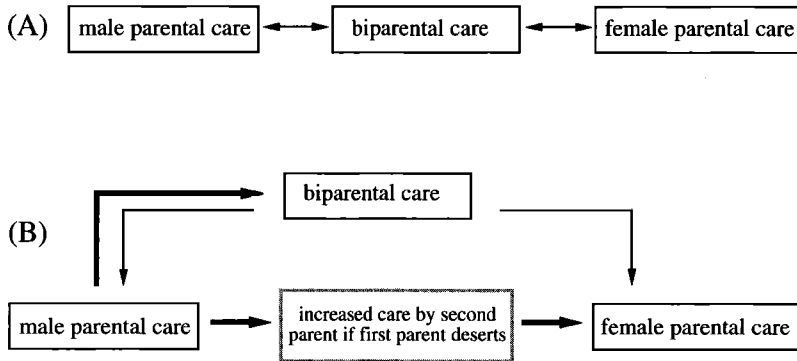 (A)
male parental care
biparental care
female parental care
biparental care
(B)
male parental care
increased care by second
parent if first parent deserts
female parental care